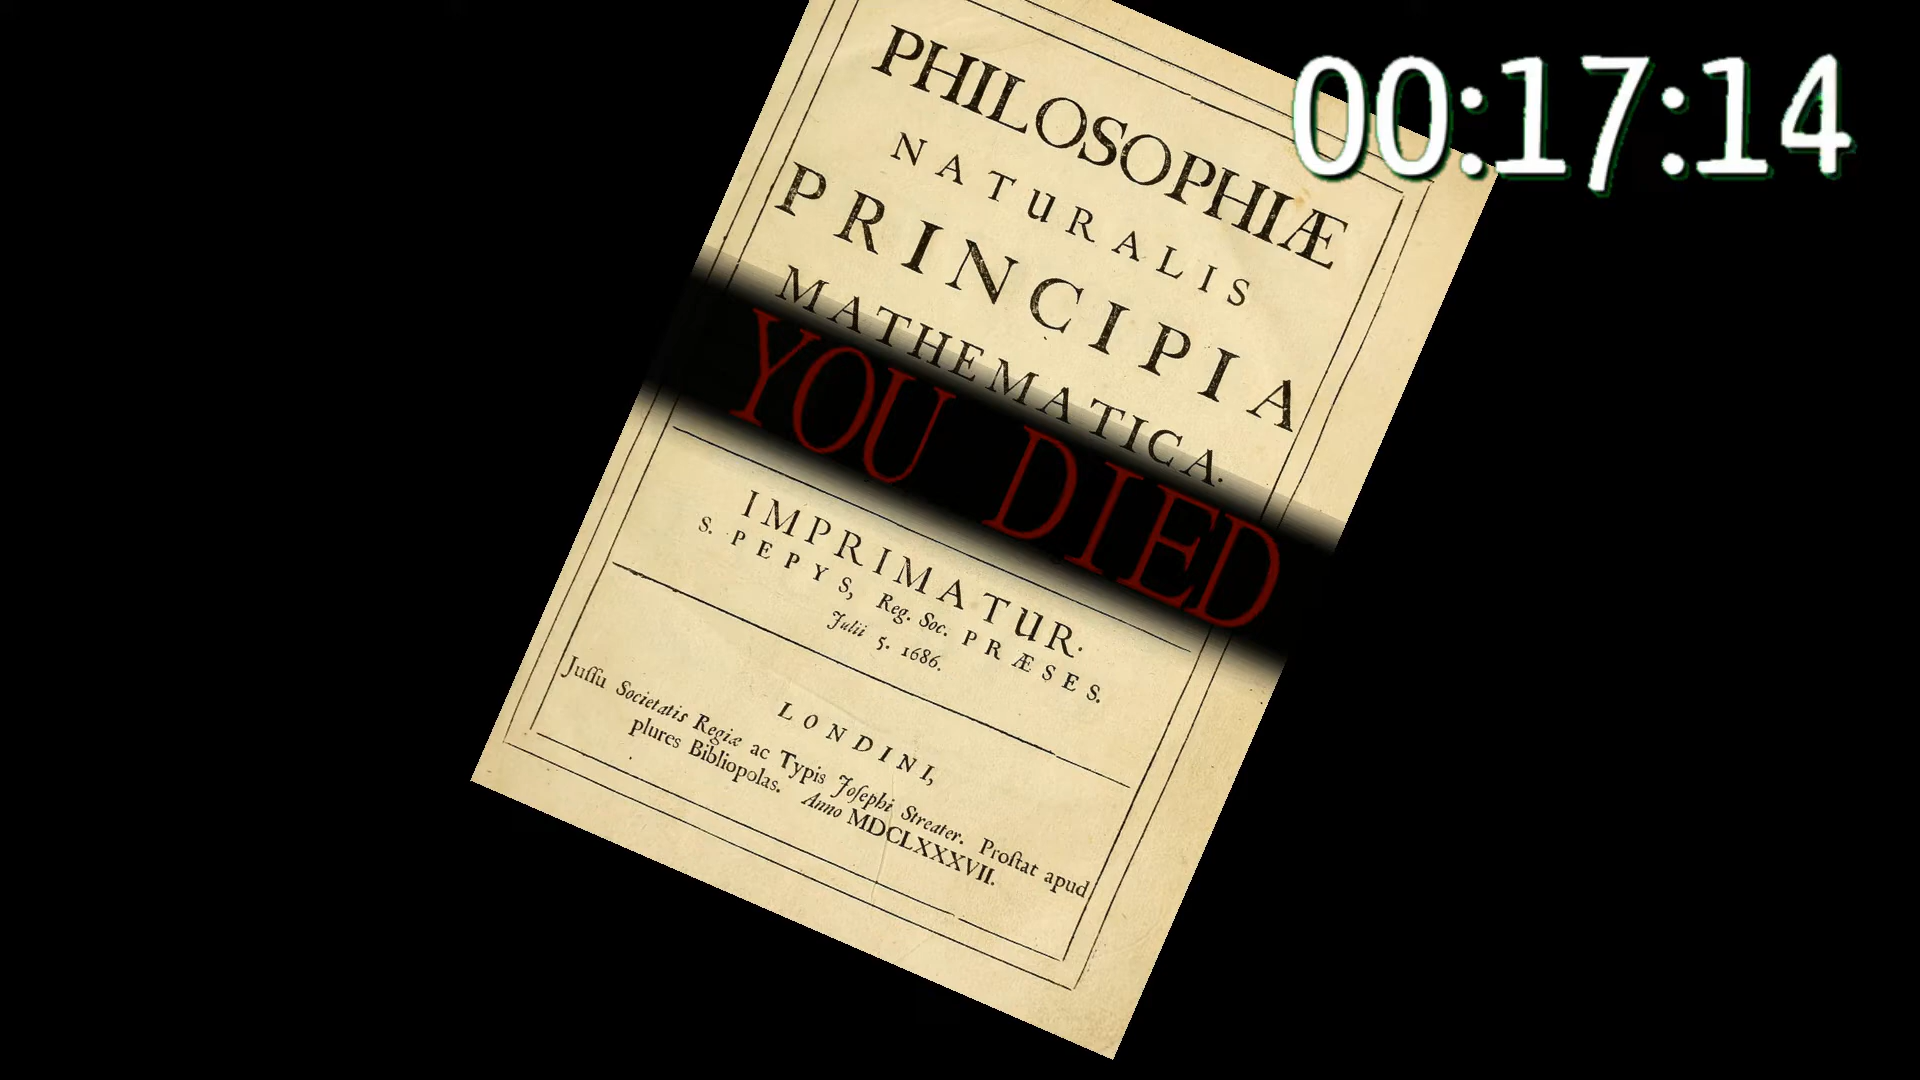 00:17:14
PHILOSOPHIÆ
NATURALIS
PRINCIPIA
MATHEMATICA.
YOU DIED
IMPRIMATUR.
S. PEPYS, Reg. Soc. PRÆSES.
Julii 5. 1686.
LONDINI,
Juſſu Societatis Regiæ ac Typis Joſephi Streater. Proſtat apud
plures Bibliopolas. Anno MDCLXXXVII.